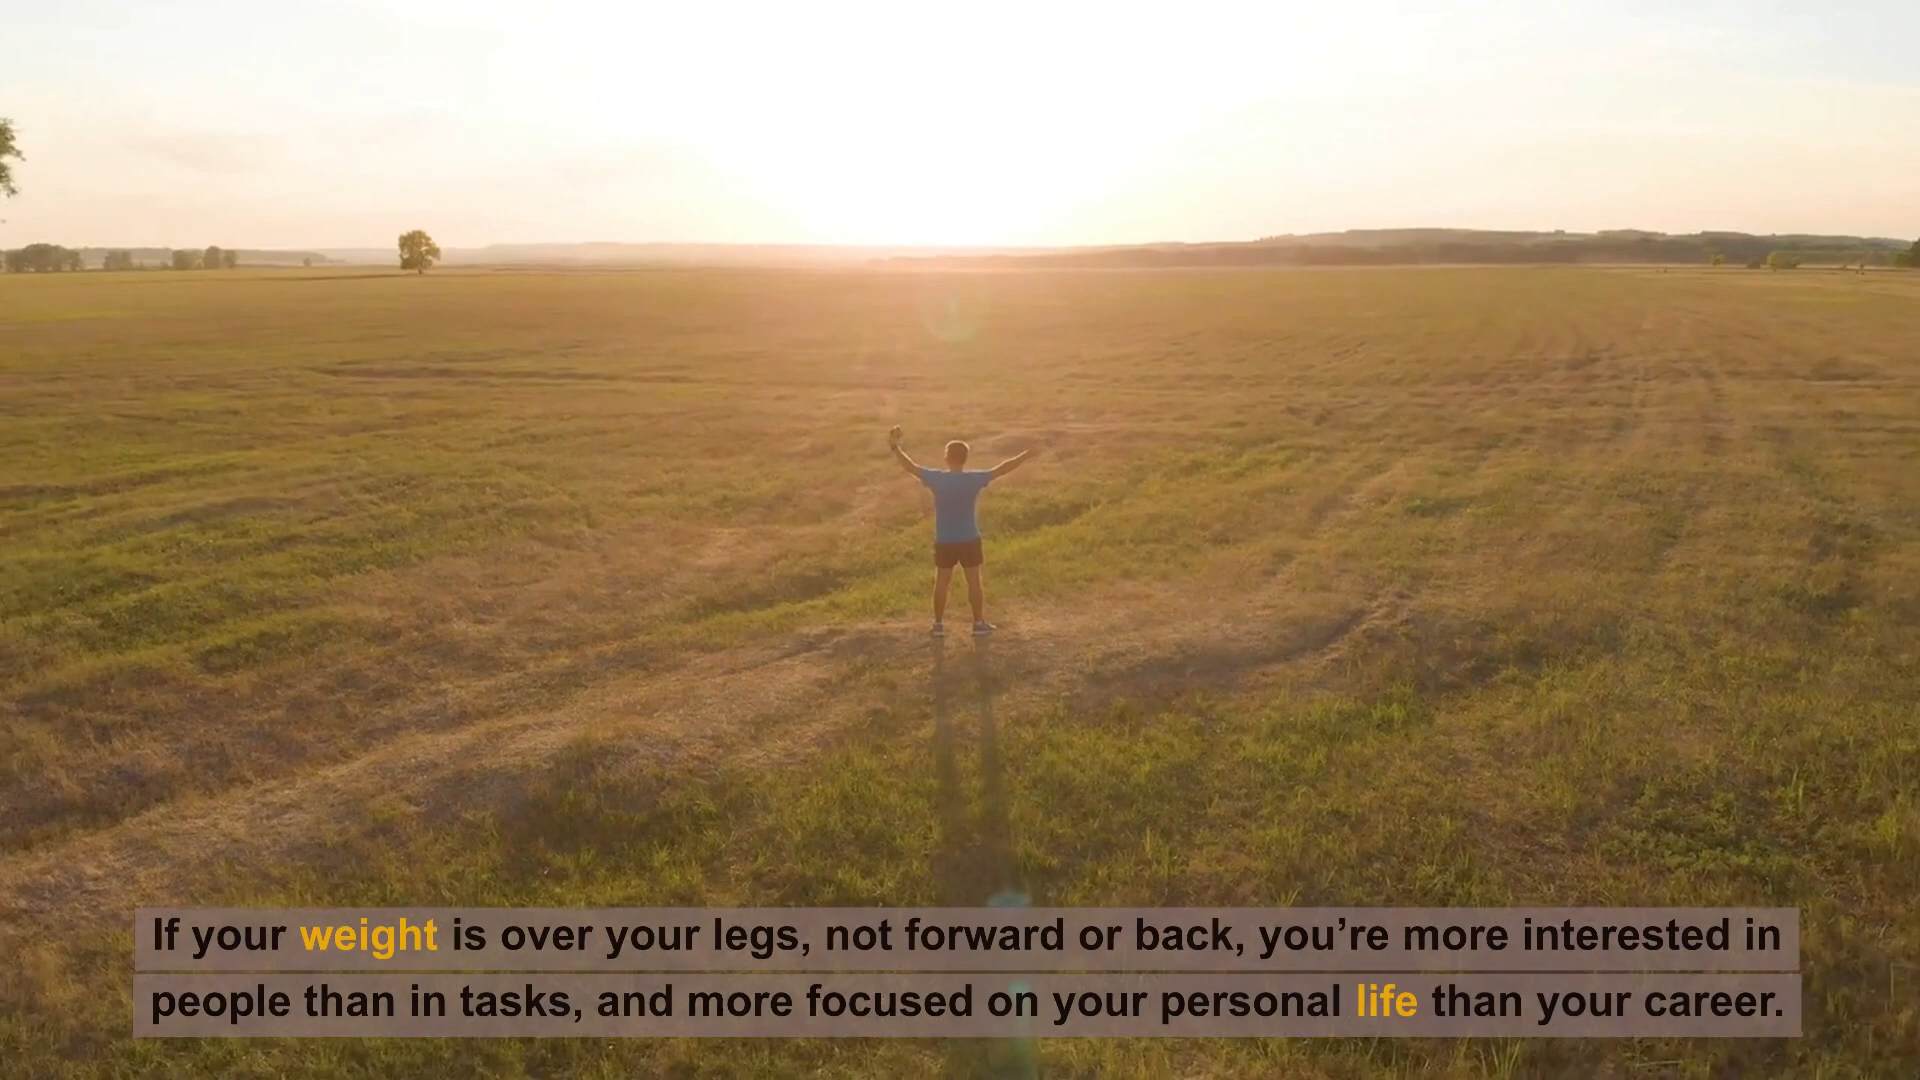 If your weight is over your legs, not forward or back, you’re more interested in
people than in tasks, and more focused on your personal life than your career.